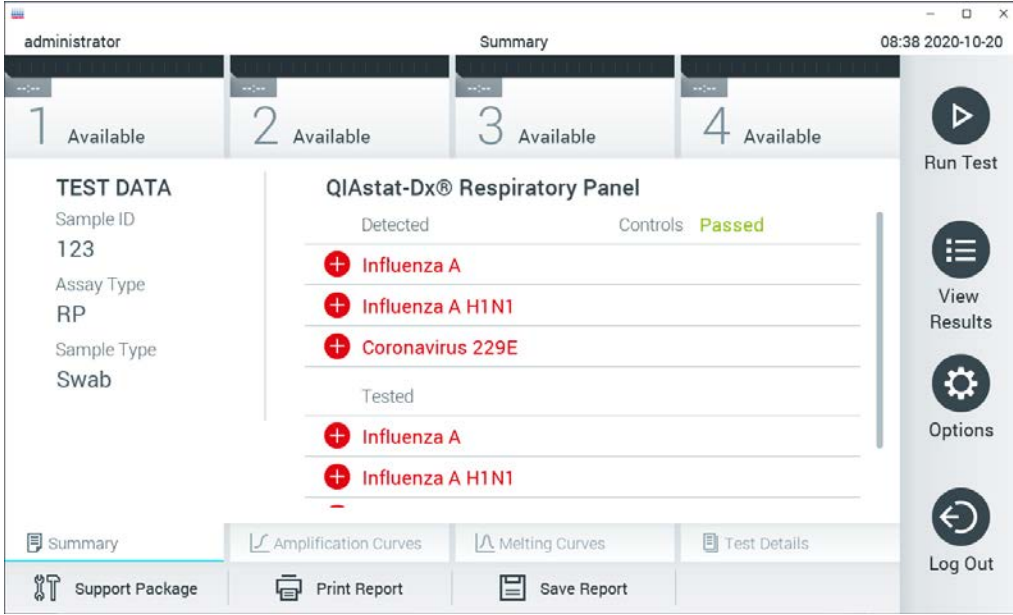 administrator
Summary
08:38 2020-10-20
--:--
1 Available
--:--
2 Available
--:--
3 Available
--:--
4 Available
Run Test
View
Results
Options
Log Out
TEST DATA
Sample ID
123
Assay Type
RP
Sample Type
Swab
QIAstat-Dx® Respiratory Panel
Detected
Controls Passed
Influenza A
Influenza A H1N1
Coronavirus 229E
Tested
Influenza A
Influenza A H1N1
Summary
Amplification Curves
Melting Curves
Test Details
Support Package
Print Report
Save Report